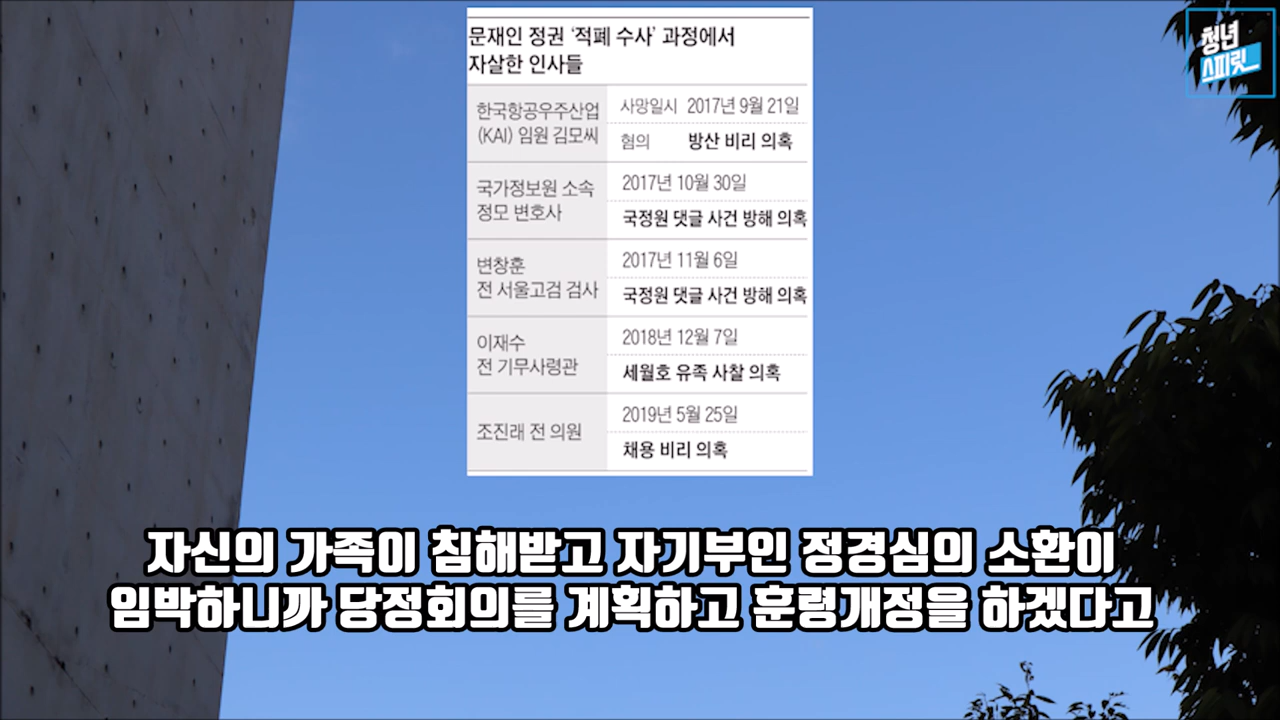 청년
스피릿
문재인 정권 ‘적폐 수사’ 과정에서
자살한 인사들
한국항공우주산업
(KAI) 임원 김모씨
사망일시 2017년 9월 21일
혐의 방산 비리 의혹
국가정보원 소속
정모 변호사
2017년 10월 30일
국정원 댓글 사건 방해 의혹
변창훈
전 서울고검 검사
2017년 11월 6일
국정원 댓글 사건 방해 의혹
이재수
전 기무사령관
2018년 12월 7일
세월호 유족 사찰 의혹
조진래 전 의원
2019년 5월 25일
채용 비리 의혹
자신의 가족이 침해받고 자기부인 정경심의 소환이
임박하니까 당정회의를 계획하고 훈령개정을 하겠다고